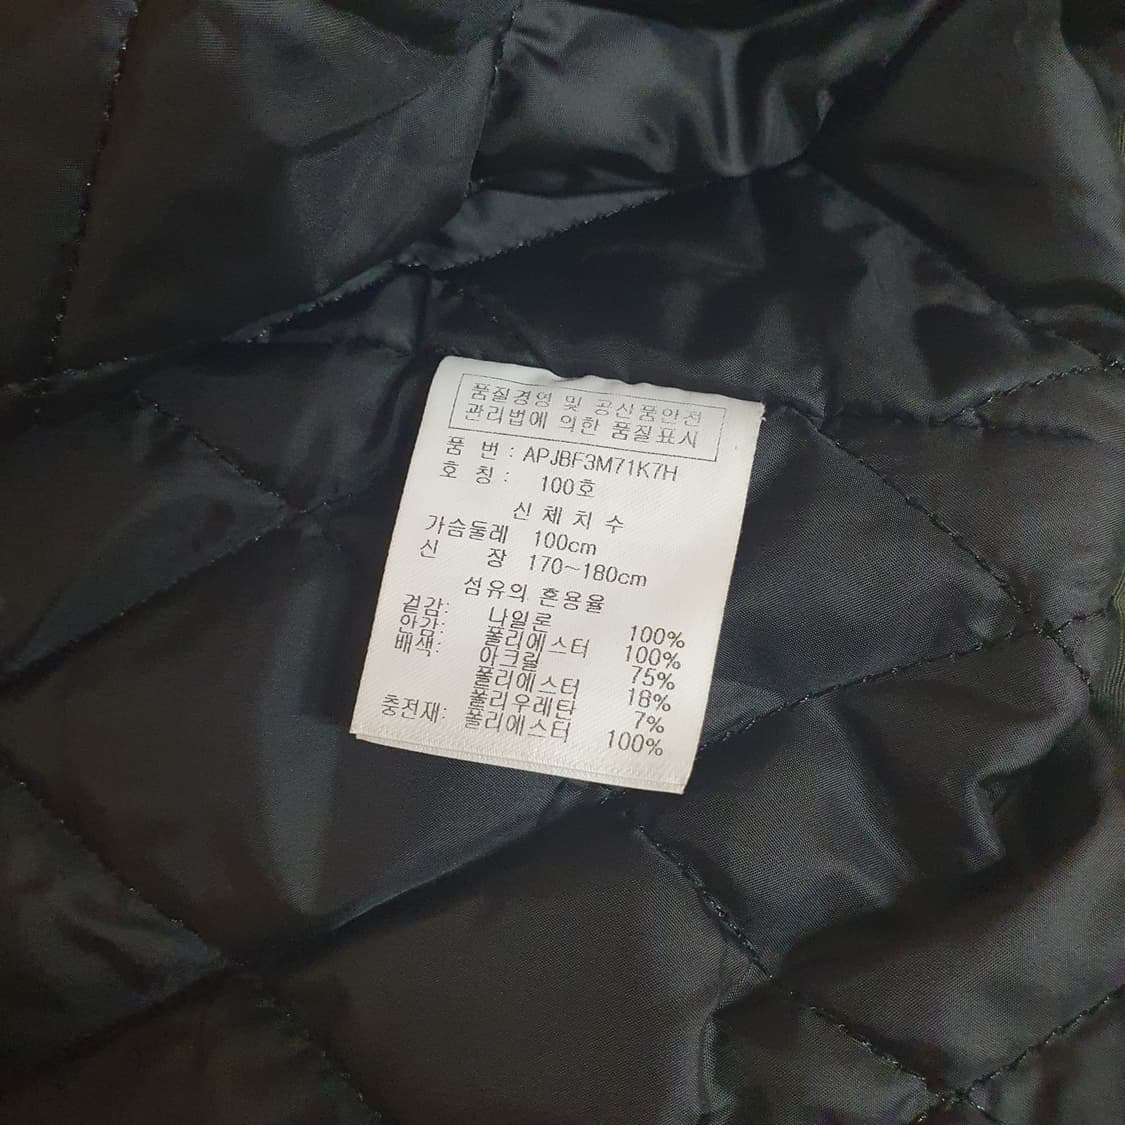 품질경영 및 공산품안전
관리법에 의한 품질표시
품 번 : APJBF3M71K7H
호 칭 : 100호
신 체 치 수
가슴둘레 100cm
신 장 170~180cm
섬유의 혼용율
겉감: 나일론 100%
안감: 폴리에스터 100%
배색: 아크릴 75%
폴리에스터 18%
폴리우레탄 7%
충전재: 폴리에스터 100%